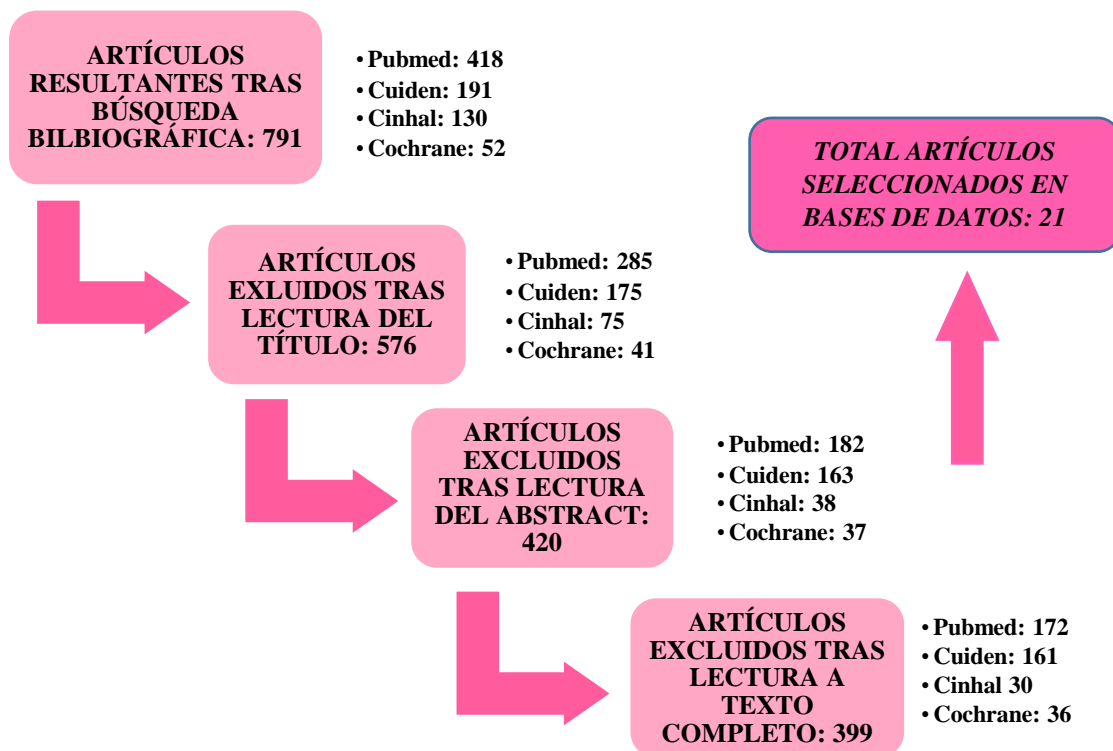 ARTÍCULOS
RESULTANTES TRAS
BÚSQUEDA
BILBIOGRÁFICA: 791
• Pubmed: 418
• Cuiden: 191
• Cinhal: 130
• Cochrane: 52
TOTAL ARTÍCULOS
SELECCIONADOS EN
BASES DE DATOS: 21
ARTÍCULOS
EXLUIDOS TRAS
LECTURA DEL
TÍTULO: 576
• Pubmed: 285
• Cuiden: 175
• Cinhal: 75
• Cochrane: 41
ARTÍCULOS
EXCLUIDOS
TRAS LECTURA
DEL ABSTRACT:
420
• Pubmed: 182
• Cuiden: 163
• Cinhal: 38
• Cochrane: 37
ARTÍCULOS
EXCLUIDOS TRAS
LECTURA A
TEXTO
COMPLETO: 399
• Pubmed: 172
• Cuiden: 161
• Cinhal 30
• Cochrane: 36